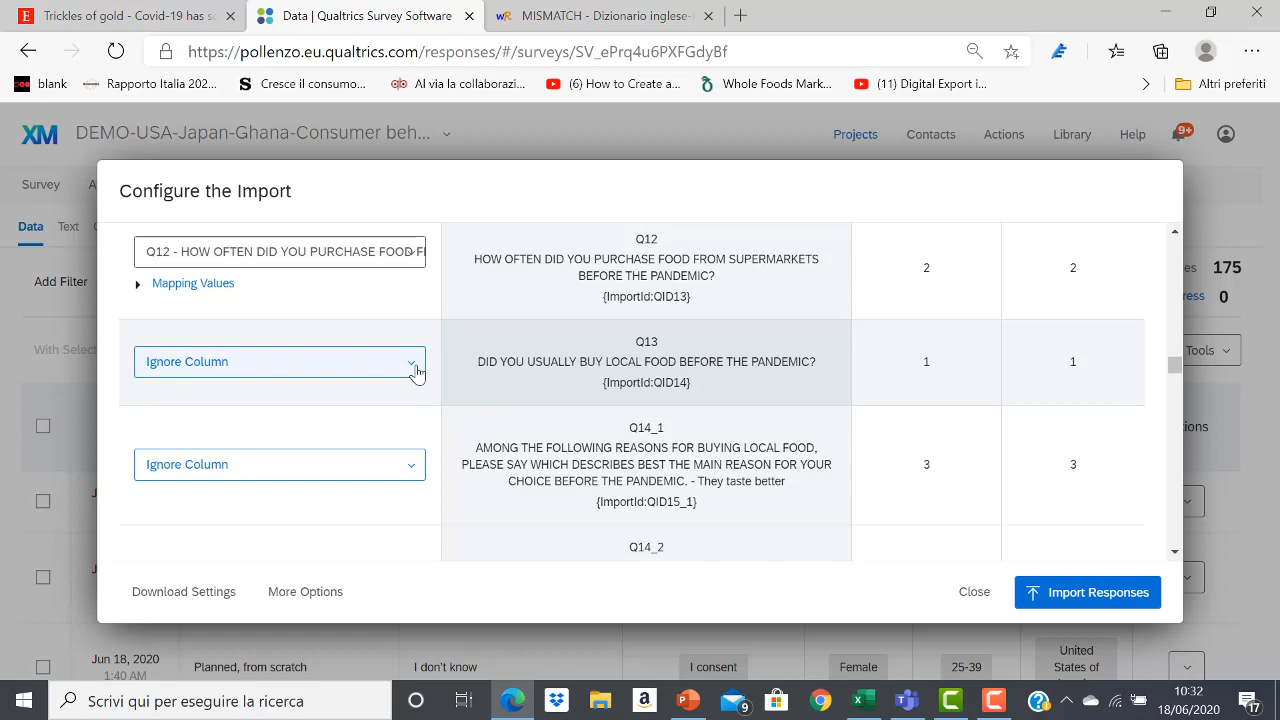 Trickles of gold - Covid-19 has s
Data | Qualtrics Survey Software
wR MISMATCH - Dizionario inglese-
https://pollenzo.eu.qualtrics.com/responses/#/surveys/SV_ePrq4u6PXFGdyBf
blank
Rapporto Italia 202...
Cresce il consumo...
Al via la collaborazi...
(6) How to Create a...
Whole Foods Mark...
(11) Digital Export i...
Altri preferiti
XM
DEMO-USA-Japan-Ghana-Consumer beh...
Projects
Contacts
Actions
Library
Help
9+
Survey
A
Configure the Import
Data
Text
Q12 - HOW OFTEN DID YOU PURCHASE FOOD F
Mapping Values
Q12
HOW OFTEN DID YOU PURCHASE FOOD FROM SUPERMARKETS
BEFORE THE PANDEMIC?
{ImportId:QID13}
2
2
Add Filter
175
0
Ignore Column
Q13
DID YOU USUALLY BUY LOCAL FOOD BEFORE THE PANDEMIC?
{ImportId:QID14}
1
1
With Selec
Tools
Ignore Column
Q14_1
AMONG THE FOLLOWING REASONS FOR BUYING LOCAL FOOD,
PLEASE SAY WHICH DESCRIBES BEST THE MAIN REASON FOR YOUR
CHOICE BEFORE THE PANDEMIC. - They taste better
{ImportId:QID15_1}
3
3
Q14_2
Download Settings
More Options
Close
Import Responses
Jun 18, 2020
1:40 AM
Planned, from scratch
I don't know
I consent
Female
25-39
United
States of
Scrivi qui per eseguire la ricerca
9
10:32
18/06/2020
17